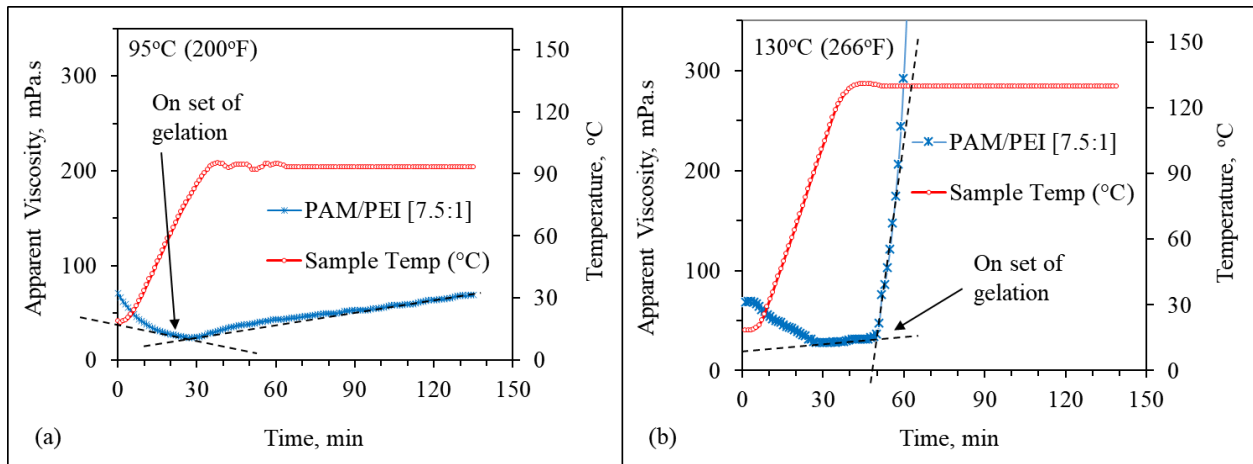 95°C (200°F)
On set of
gelation
PAM/PEI [7.5:1]
Sample Temp (°C)
Apparent Viscosity, mPa.s
300
200
100
0
Temperature, °C
150
120
90
60
30
0
0 30 60 90 120 150
Time, min
(a)
130°C (266°F)
PAM/PEI [7.5:1]
Sample Temp (°C)
On set of
gelation
Apparent Viscosity, mPa.s
300
200
100
0
Temperature, °C
150
120
90
60
30
0
0 30 60 90 120 150
Time, min
(b)